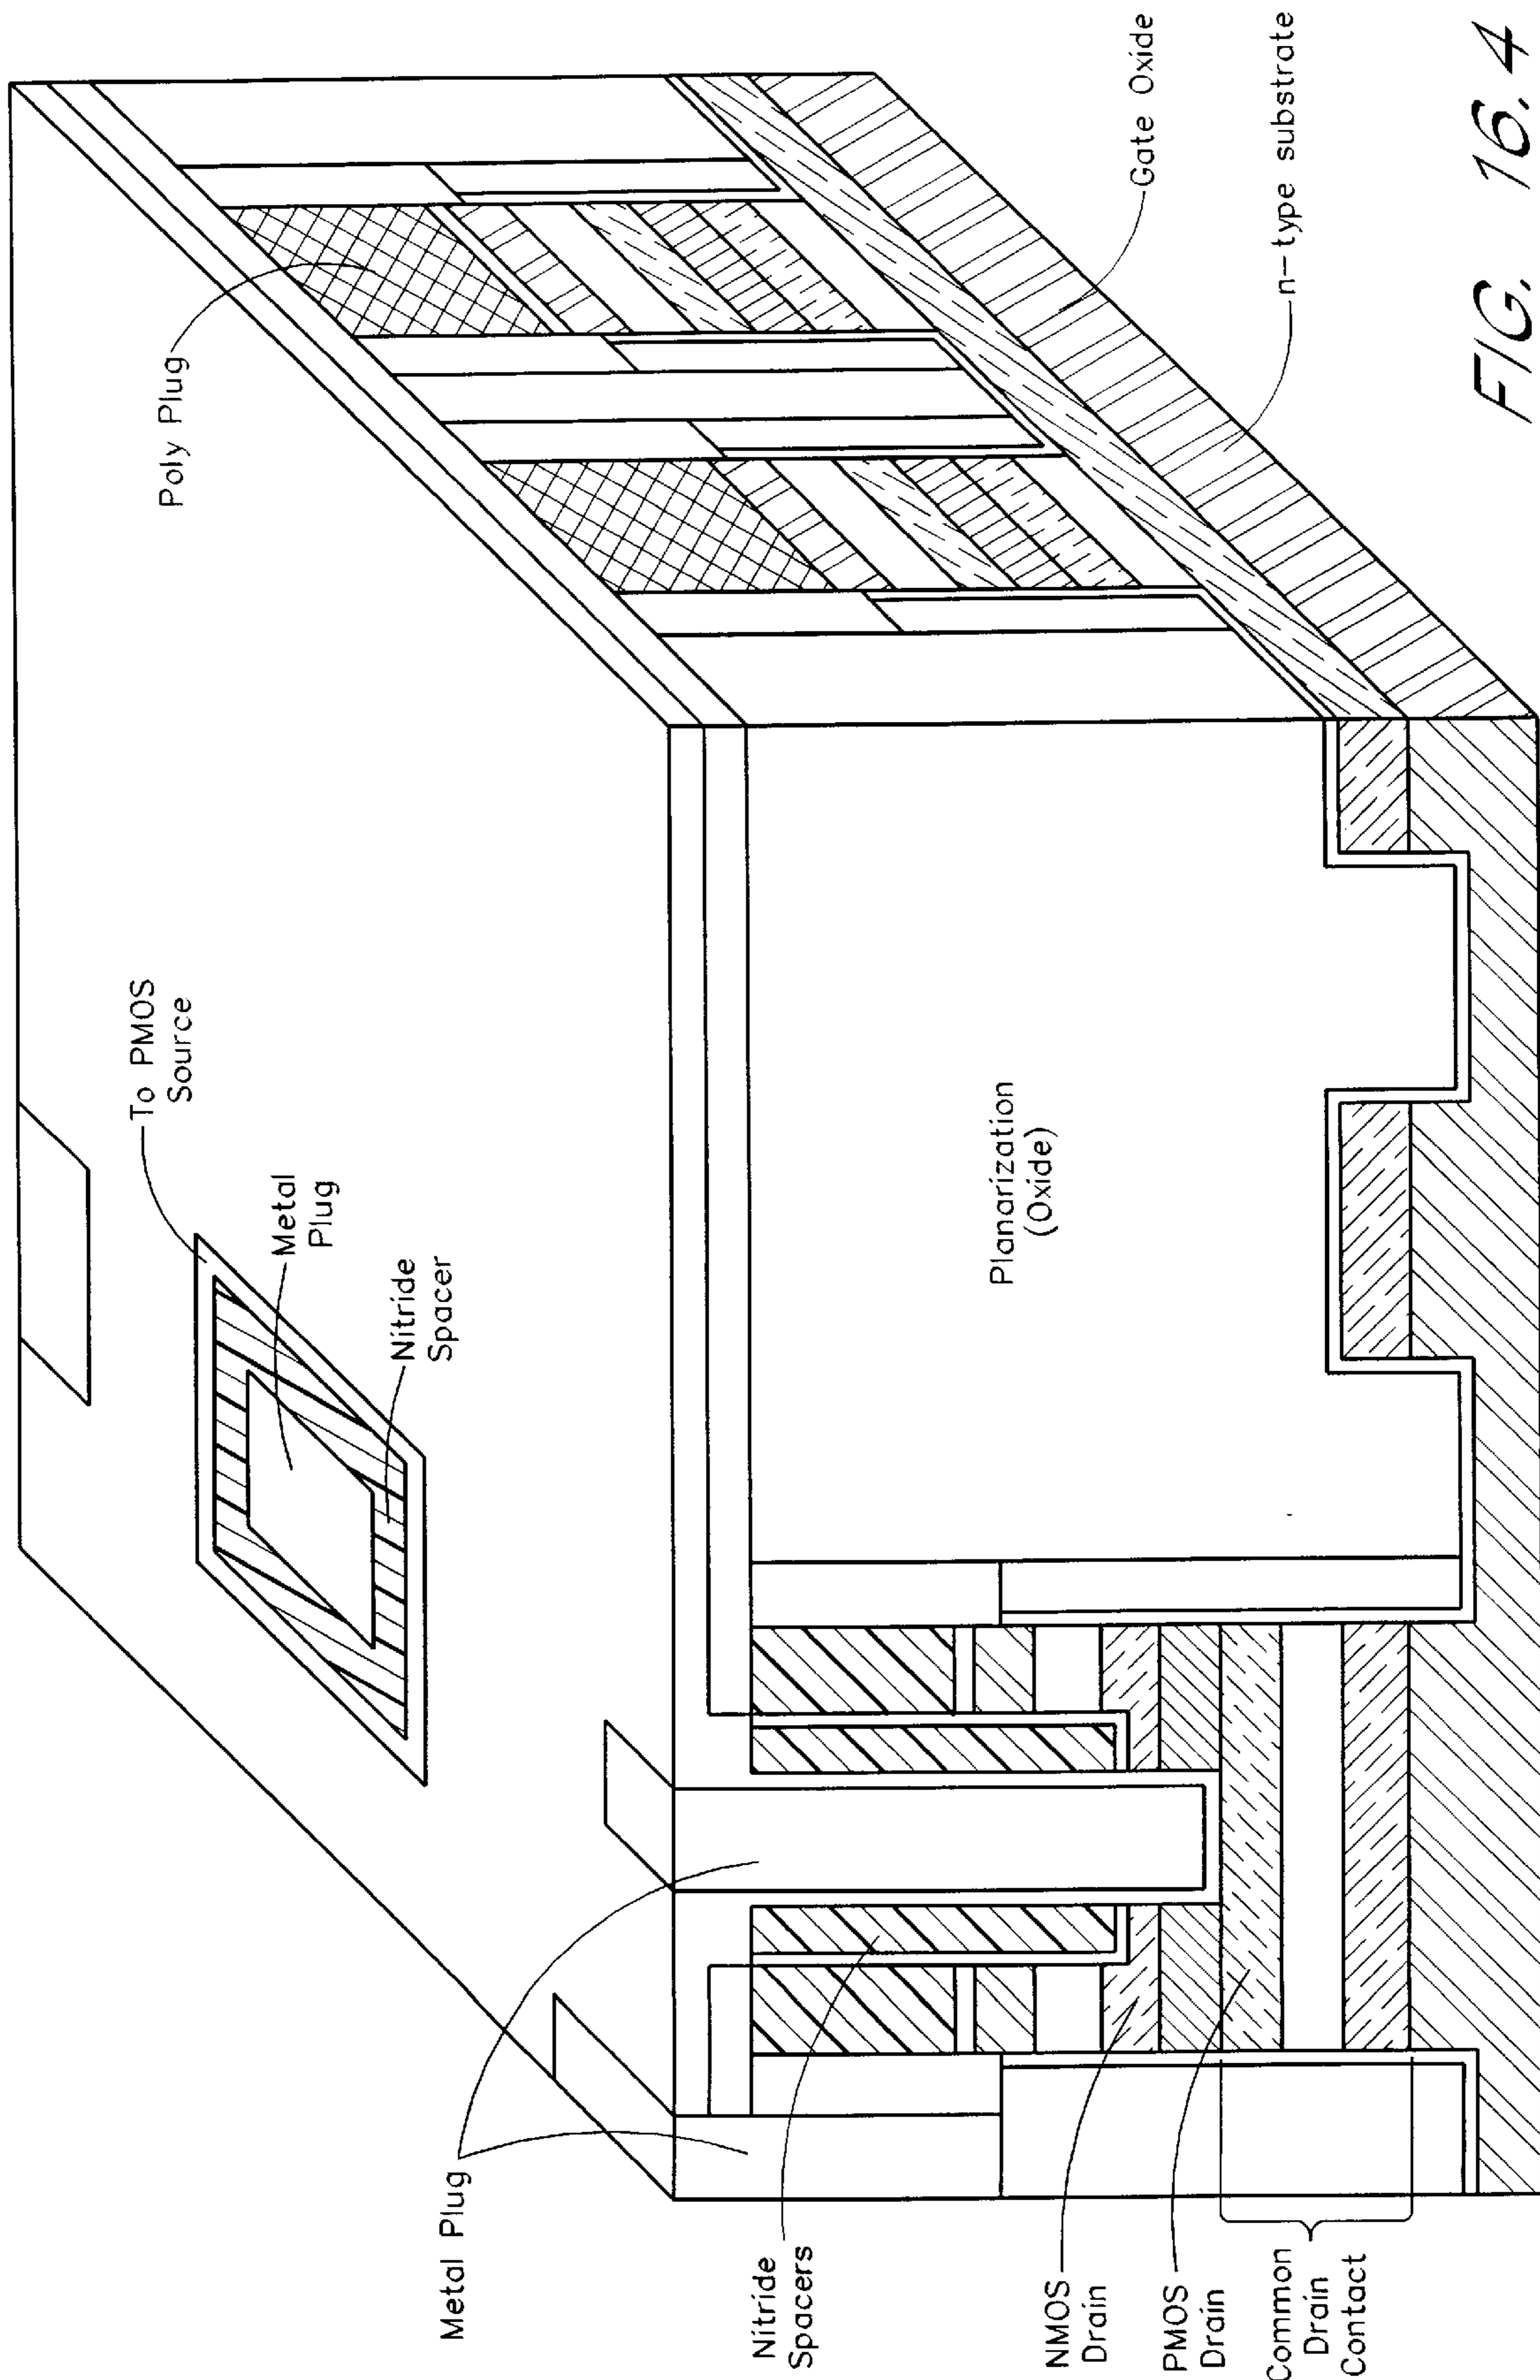 Poly Plug
To PMOS
Source
Metal
Plug
Nitride
Spacer
Gate Oxide
n-type substrate
Planarization
(Oxide)
Metal Plug
Nitride
Spacers
NMOS
Drain
PMOS
Drain
Common
Drain
Contact
FIG. 16.4